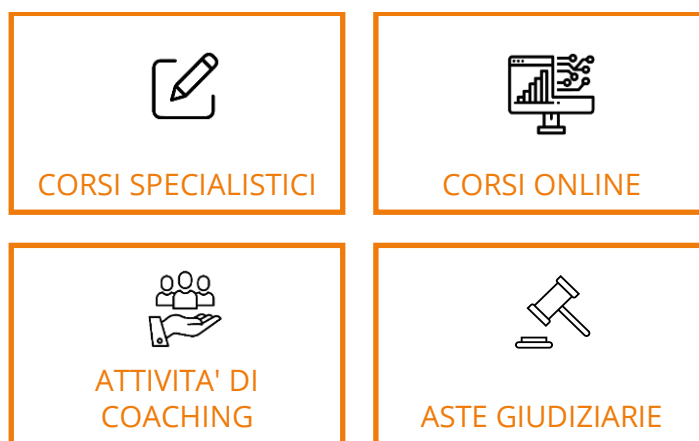 CORSI SPECIALISTICI
CORSI ONLINE
ATTIVITA' DI
COACHING
ASTE GIUDIZIARIE